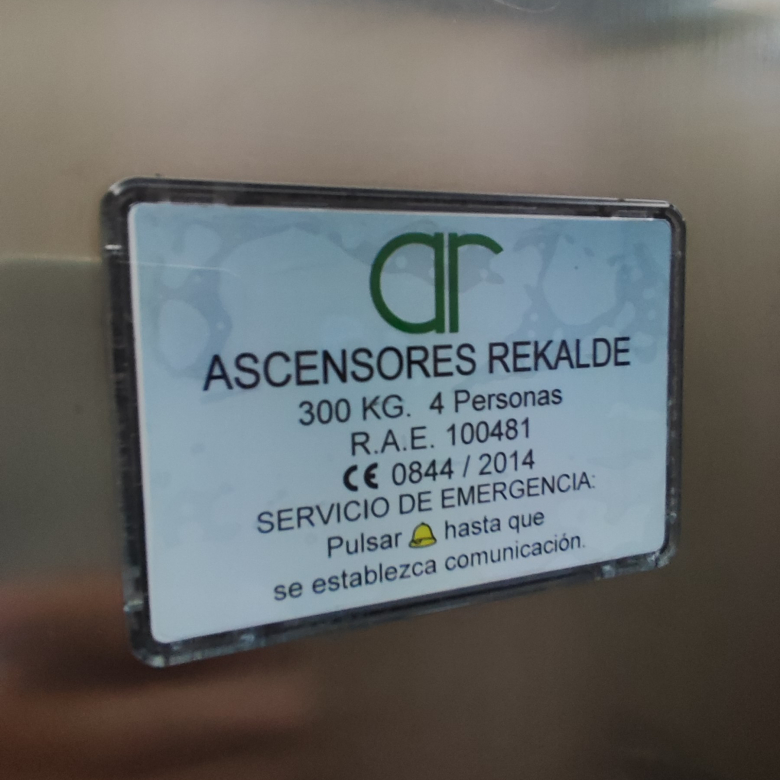 ar
ASCENSORES REKALDE
300 KG. 4 Personas
R.A.E. 100481
CE 0844 / 2014
SERVICIO DE EMERGENCIA:
Pulsar 🔔 hasta que
se establezca comunicación.